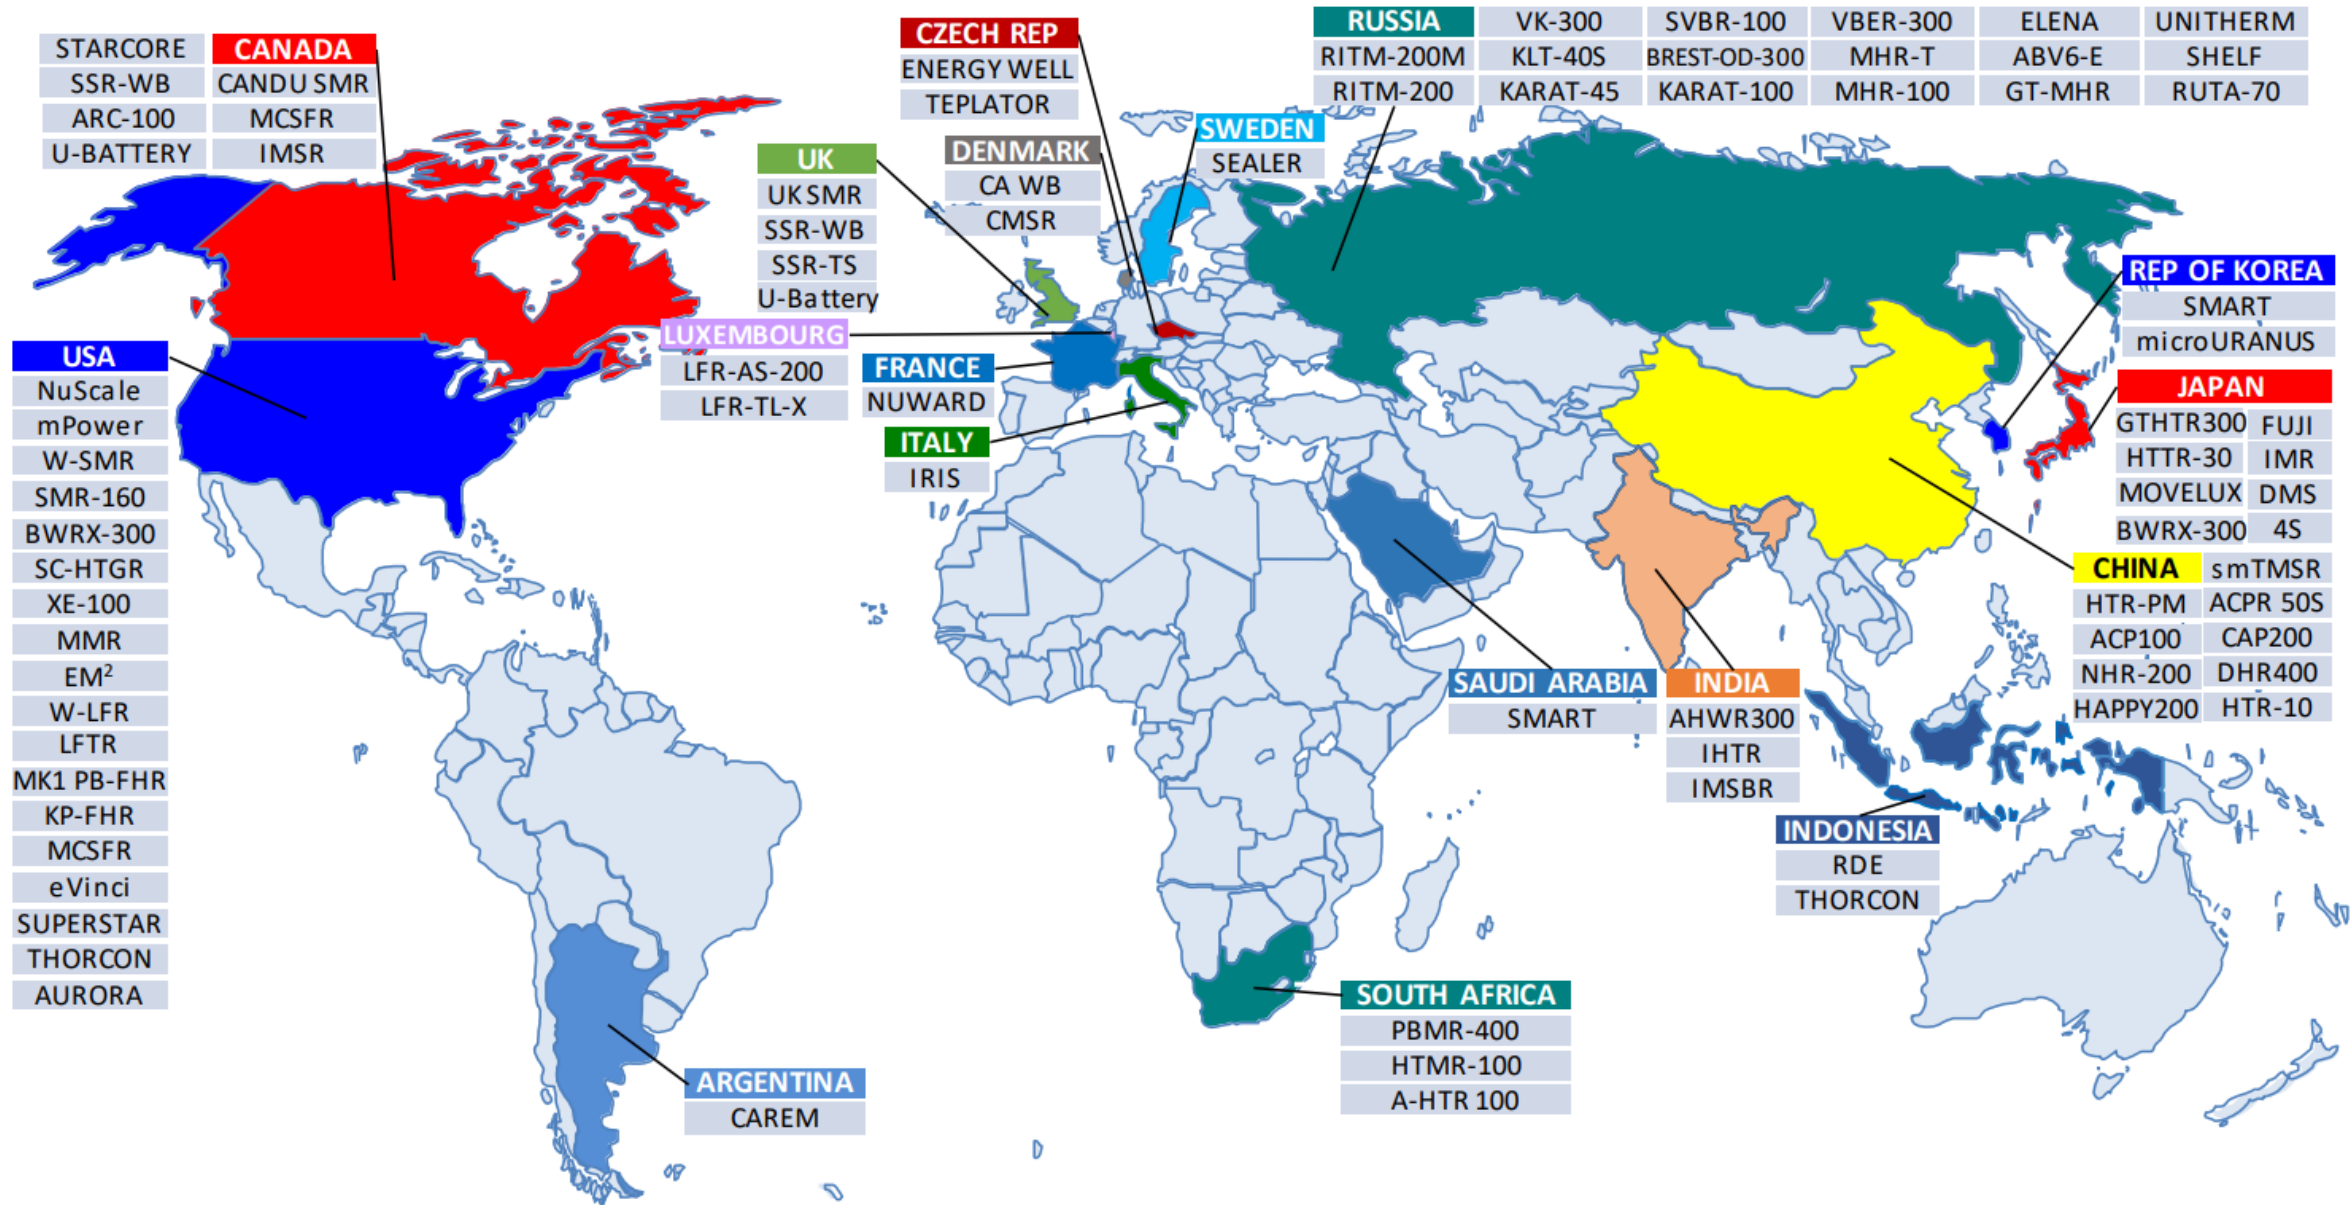 STARCORE CANADA
SSR-WB CANDU SMR
ARC-100 MCSFR
U-BATTERY IMSR
CZECH REP
ENERGY WELL
TEPLATOR
RUSSIA VK-300 SVBR-100 VBER-300 ELENA UNITHERM
RITM-200M KLT-40S BREST-OD-300 MHR-T ABV6-E SHELF
RITM-200 KARAT-45 KARAT-100 MHR-100 GT-MHR RUTA-70
SWEDEN
SEALER
DENMARK
CA WB
CMSR
UK
UK SMR
SSR-WB
SSR-TS
U-Battery
LUXEMBOURG
LFR-AS-200
LFR-TL-X
FRANCE
NUWARD
ITALY
IRIS
REP OF KOREA
SMART
microURANUS
JAPAN
GTHTR300 FUJI
HTTR-30 IMR
MOVELUX DMS
BWRX-300 4S
CHINA smTMSR
HTR-PM ACPR 50S
ACP100 CAP200
NHR-200 DHR400
HAPPY200 HTR-10
USA
NuScale
mPower
W-SMR
SMR-160
BWRX-300
SC-HTGR
XE-100
MMR
EM²
W-LFR
LFTR
MK1 PB-FHR
KP-FHR
MCSFR
eVinci
SUPERSTAR
THORCON
AURORA
SAUDI ARABIA
SMART
INDIA
AHWR300
IHTR
IMSBR
INDONESIA
RDE
THORCON
SOUTH AFRICA
PBMR-400
HTMR-100
A-HTR 100
ARGENTINA
CAREM